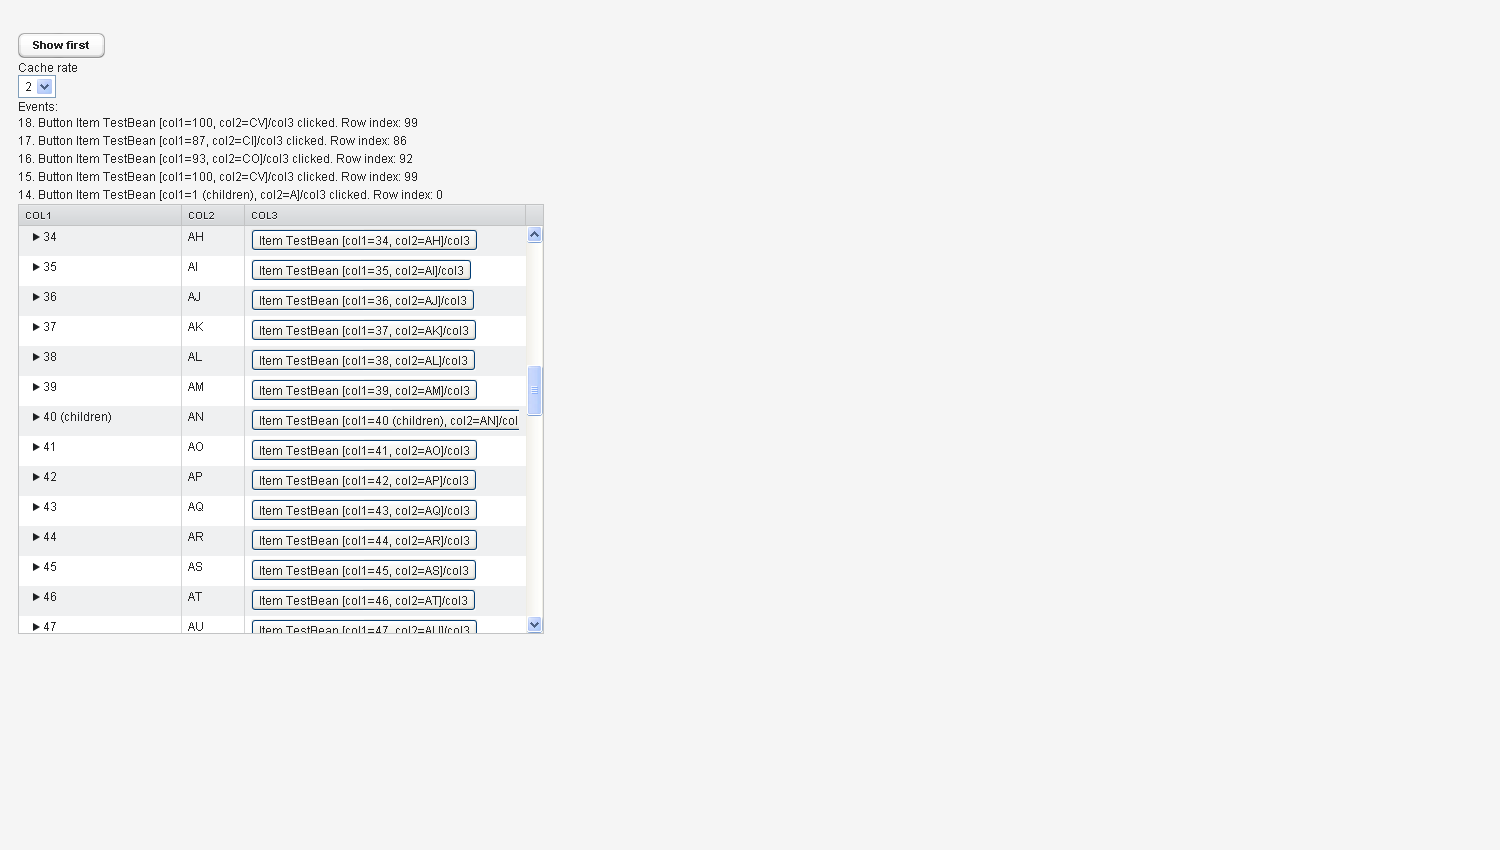 Show first
Cache rate
2
Events:
18. Button Item TestBean [col1=100, col2=CV]/col3 clicked. Row index: 99
17. Button Item TestBean [col1=87, col2=CI]/col3 clicked. Row index: 86
16. Button Item TestBean [col1=93, col2=CO]/col3 clicked. Row index: 92
15. Button Item TestBean [col1=100, col2=CV]/col3 clicked. Row index: 99
14. Button Item TestBean [col1=1 (children), col2=A]/col3 clicked. Row index: 0
COL1 COL2 COL3
34 AH Item TestBean [col1=34, col2=AH]/col3
35 AI Item TestBean [col1=35, col2=AI]/col3
36 AJ Item TestBean [col1=36, col2=AJ]/col3
37 AK Item TestBean [col1=37, col2=AK]/col3
38 AL Item TestBean [col1=38, col2=AL]/col3
39 AM Item TestBean [col1=39, col2=AM]/col3
40 (children) AN Item TestBean [col1=40 (children), col2=AN]/col
41 AO Item TestBean [col1=41, col2=AO]/col3
42 AP Item TestBean [col1=42, col2=AP]/col3
43 AQ Item TestBean [col1=43, col2=AQ]/col3
44 AR Item TestBean [col1=44, col2=AR]/col3
45 AS Item TestBean [col1=45, col2=AS]/col3
46 AT Item TestBean [col1=46, col2=AT]/col3
47 AU Item TestBean [col1=47, col2=AU]/col3